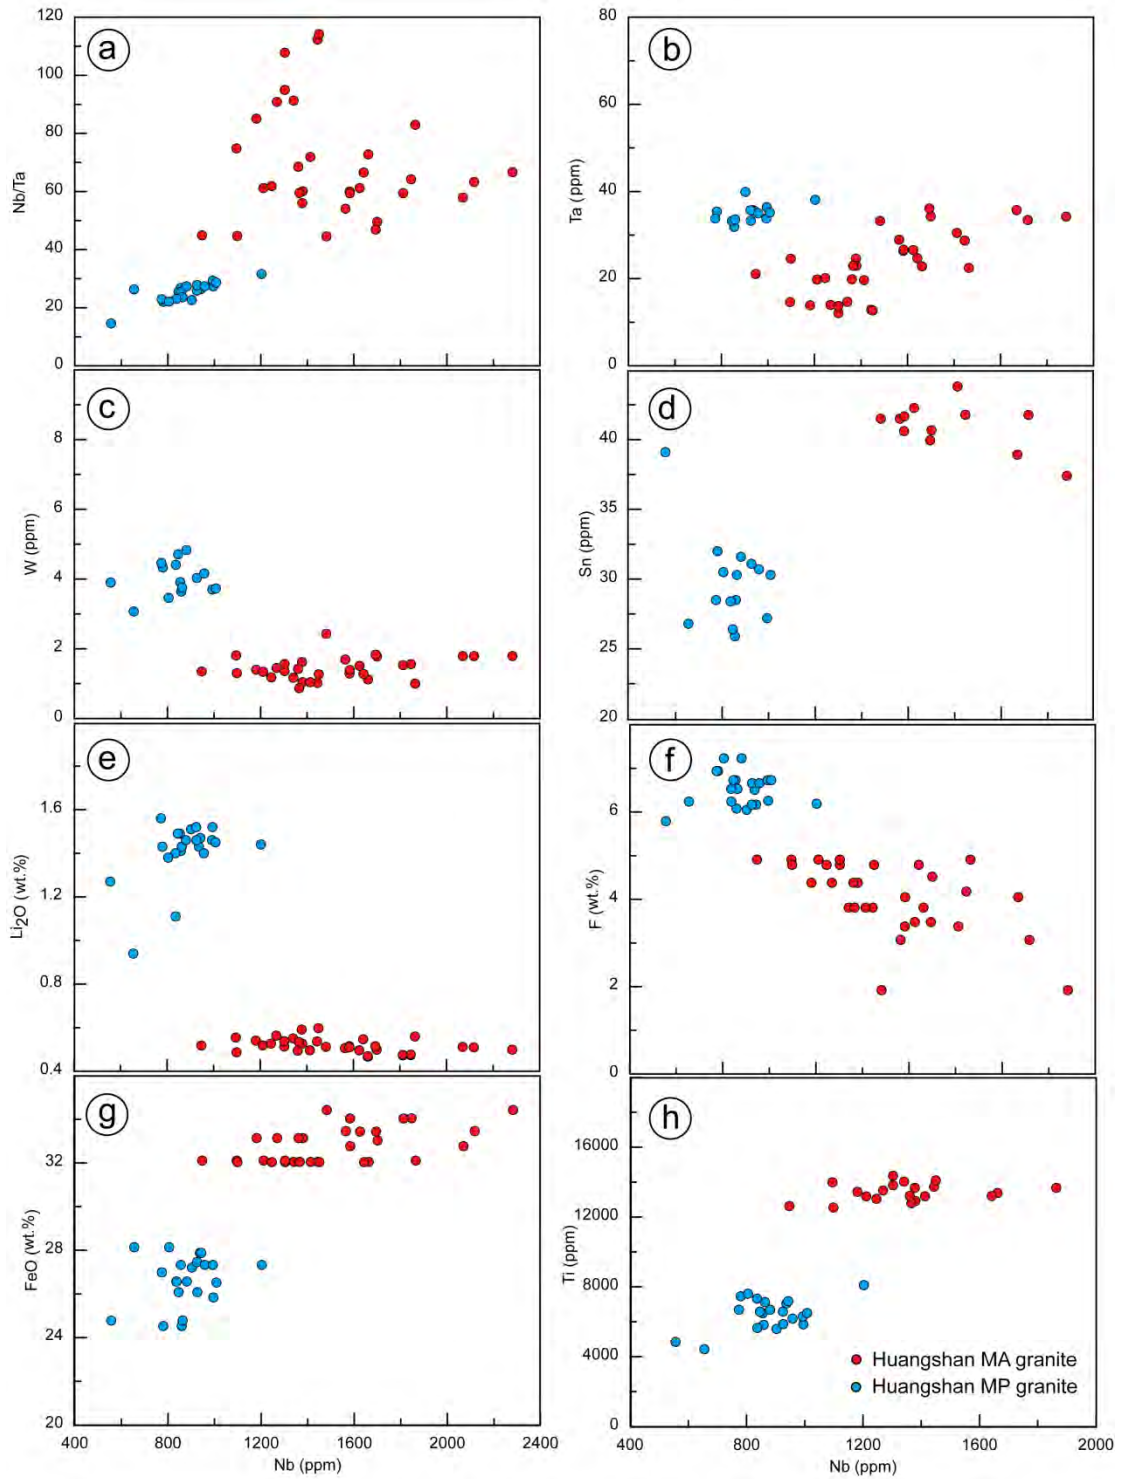 a
120
100
80
60
40
20
0
Nb/Ta
b
80
60
40
20
0
Ta (ppm)
c
8
6
4
2
0
W (ppm)
d
40
35
30
25
20
Sn (ppm)
e
1.6
1.2
0.8
0.4
Li2O (wt.%)
f
6
4
2
0
F (wt.%)
g
32
28
24
20
FeO (wt.%)
400 800 1200 1600 2000 2400
Nb (ppm)
h
16000
12000
8000
4000
0
Ti (ppm)
Huangshan MA granite
Huangshan MP granite
400 800 1200 1600 2000
Nb (ppm)